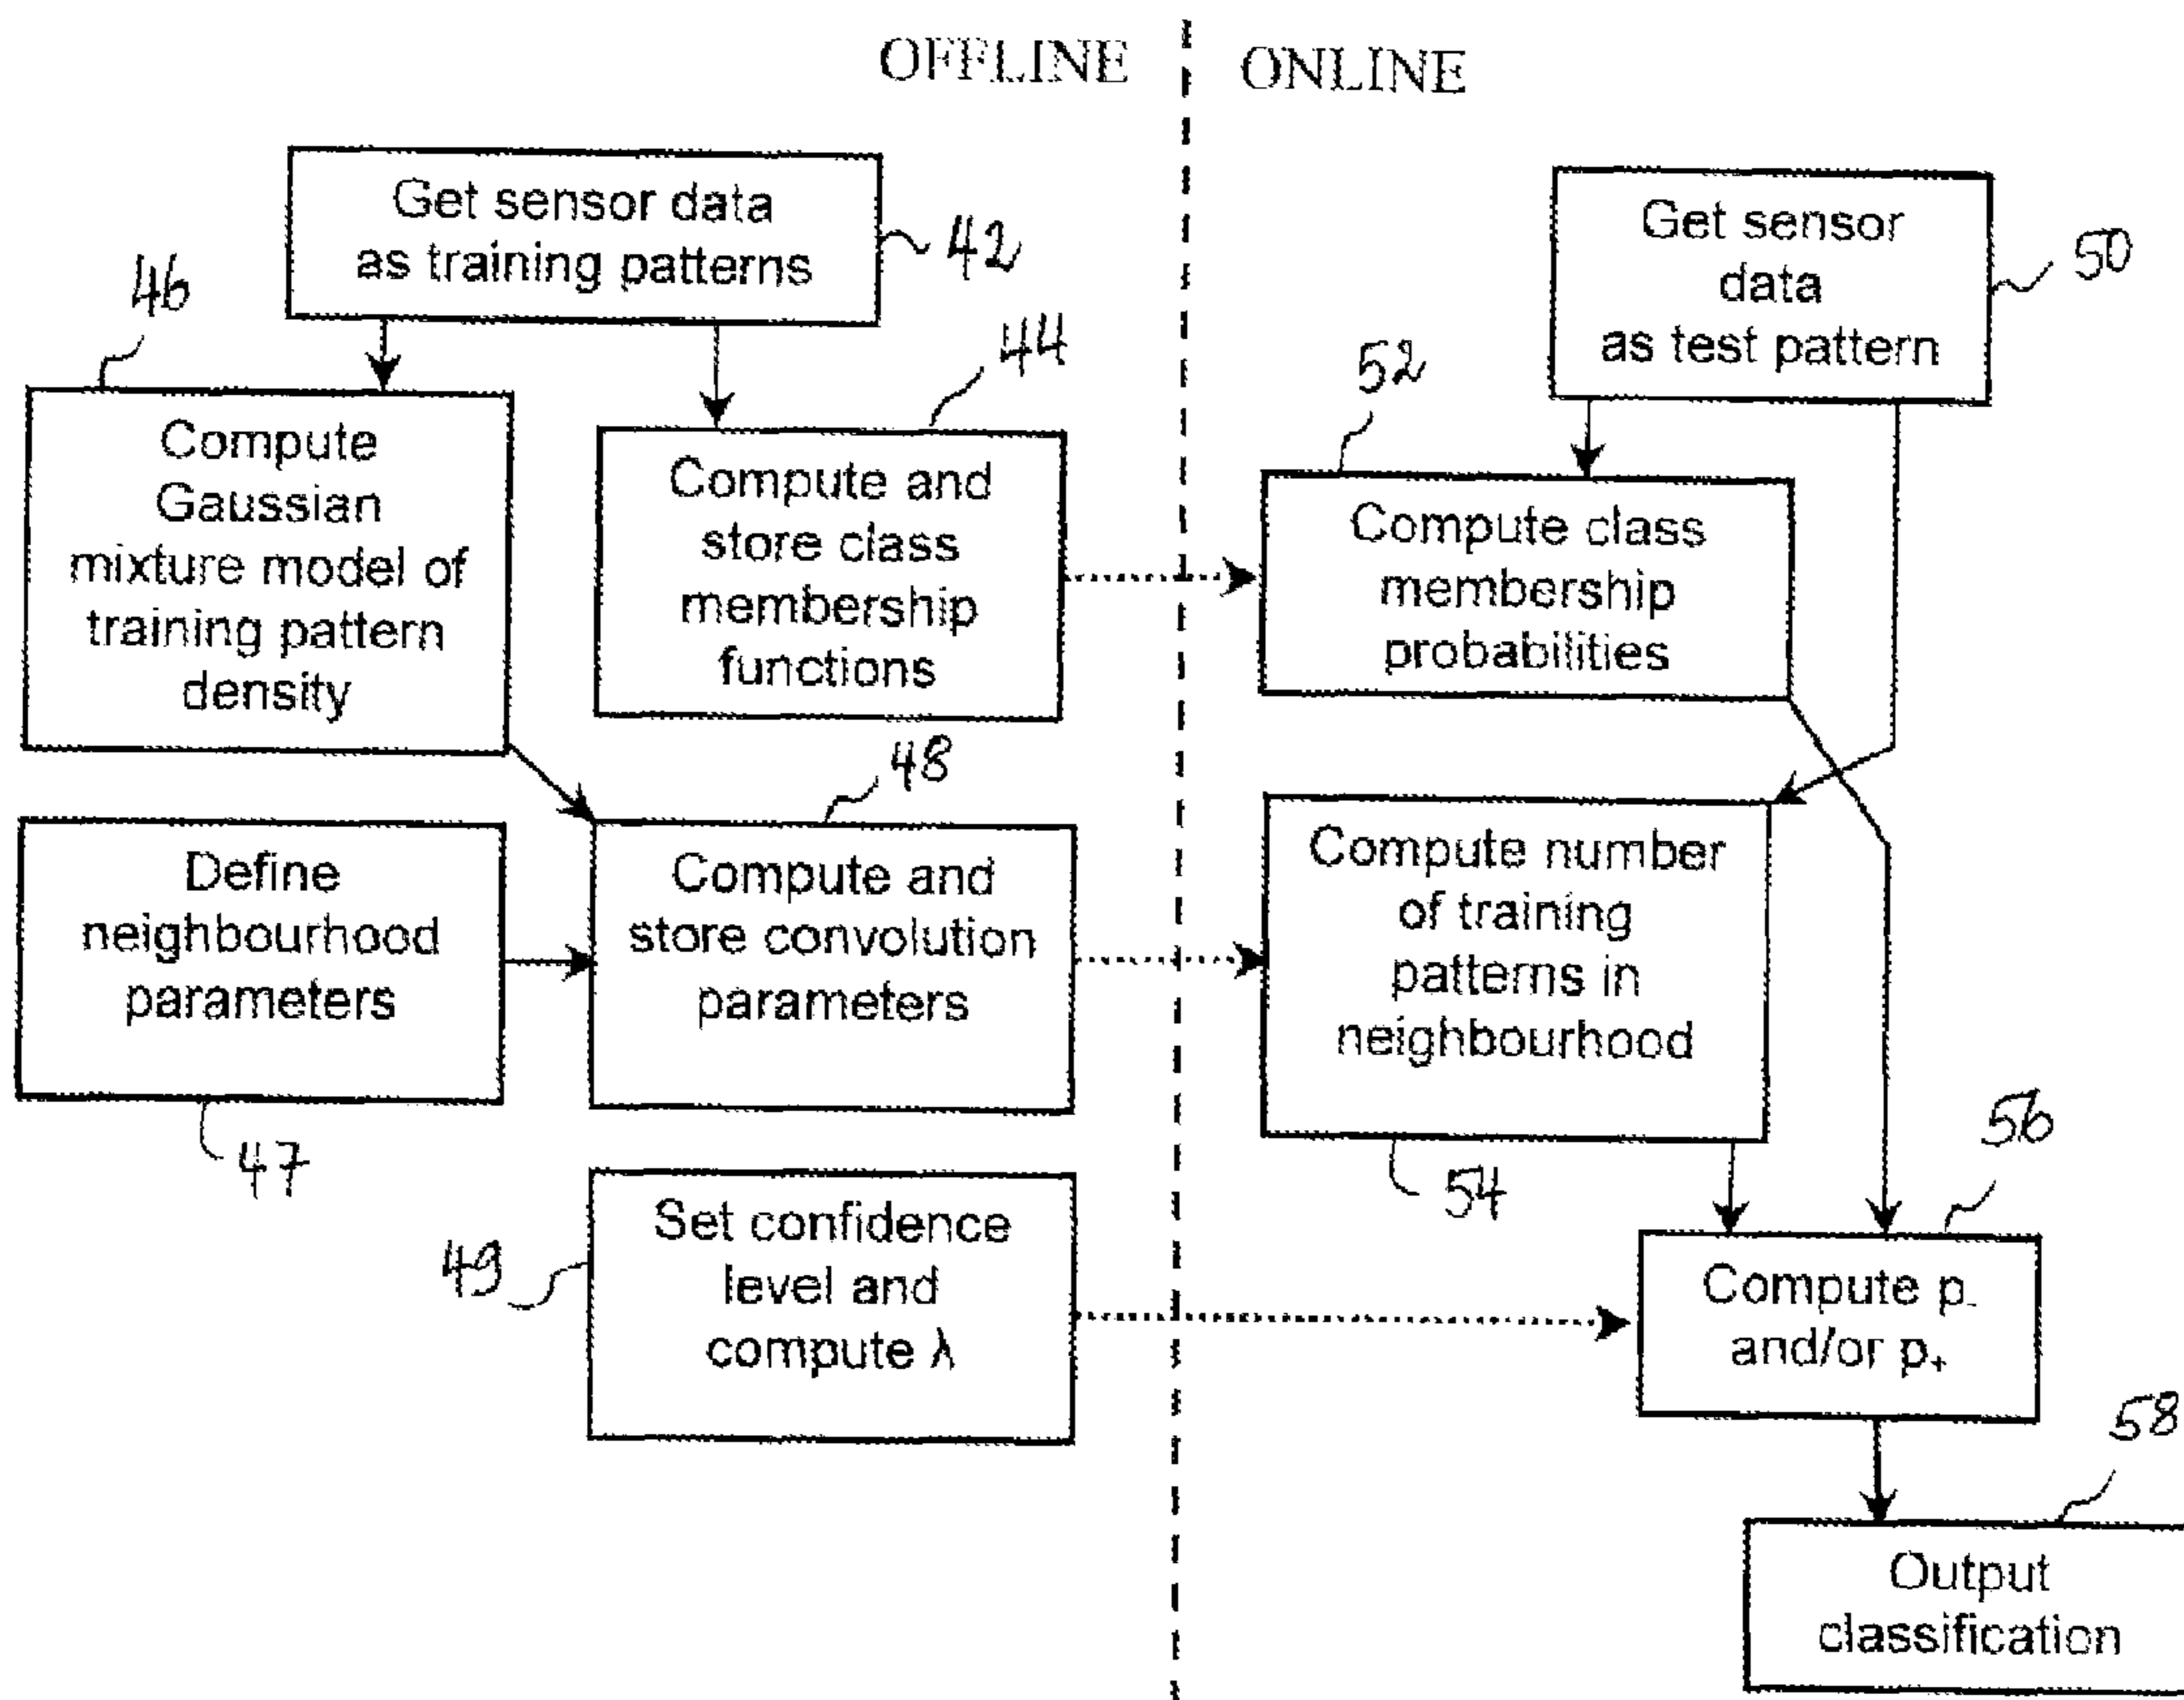 OFFLINE
ONLINE
Get sensor data
as training patterns
42
46
Compute
Gaussian
mixture model of
training pattern
density
44
Compute and
store class
membership
functions
Define
neighbourhood
parameters
47
48
Compute and
store convolution
parameters
49
Set confidence
level and
compute λ
Get sensor
data
as test pattern
50
52
Compute class
membership
probabilities
Compute number
of training
patterns in
neighbourhood
54
56
Compute p-
and/or p+
58
Output
classification